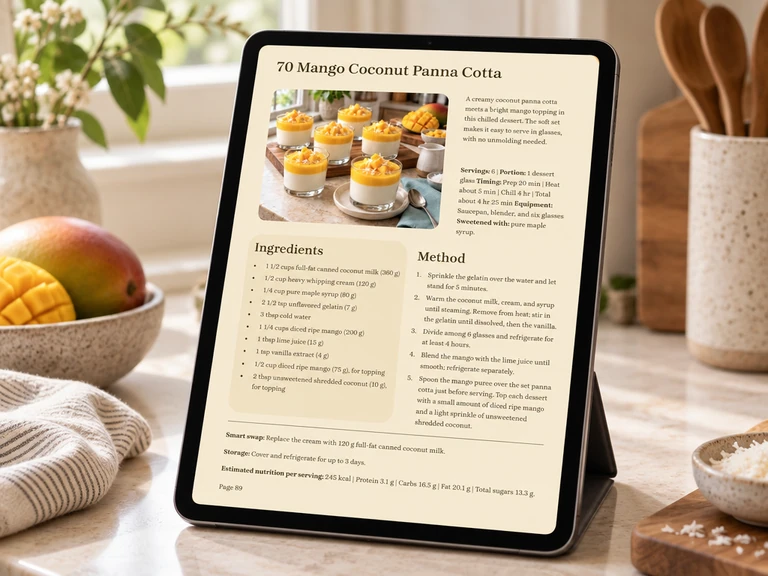 70 Mango Coconut Panna Cotta
A creamy coconut panna cotta
meets a bright mango topping in
this chilled dessert. The soft set
makes it easy to serve in glasses,
with no unmolding needed.
Servings: 6 | Portion: 1 dessert
glass Timing: Prep 20 min | Heat
about 5 min | Chill 4 hr | Total
about 4 hr 25 min Equipment:
Saucepan, blender, and six glasses
Sweetened with: pure maple
syrup.
Ingredients
• 1 1/2 cups full-fat canned coconut milk (360 g)
• 1/2 cup heavy whipping cream (120 g)
• 1/4 cup pure maple syrup (80 g)
• 2 1/2 tsp unflavored gelatin (7 g)
• 3 tbsp cold water
• 1 1/4 cups diced ripe mango (200 g)
• 1 tbsp lime juice (15 g)
• 1 tsp vanilla extract (4 g)
• 1/2 cup diced ripe mango (75 g), for topping
• 2 tbsp unsweetened shredded coconut (10 g),
for topping
Method
1. Sprinkle the gelatin over the water and let
stand for 5 minutes.
2. Warm the coconut milk, cream, and syrup
until steaming. Remove from heat; stir in
the gelatin until dissolved, then the vanilla.
3. Divide among 6 glasses and refrigerate for
at least 4 hours.
4. Blend the mango with the lime juice until
smooth; refrigerate separately.
5. Spoon the mango puree over the set panna
cotta just before serving. Top each dessert
with a small amount of diced ripe mango
and a light sprinkle of unsweetened
shredded coconut.
Smart swap: Replace the cream with 120 g full-fat canned coconut milk.
Storage: Cover and refrigerate for up to 3 days.
Estimated nutrition per serving: 245 kcal | Protein 3.1 g | Carbs 16.5 g | Fat 20.1 g | Total sugars 13.3 g.
Page 89